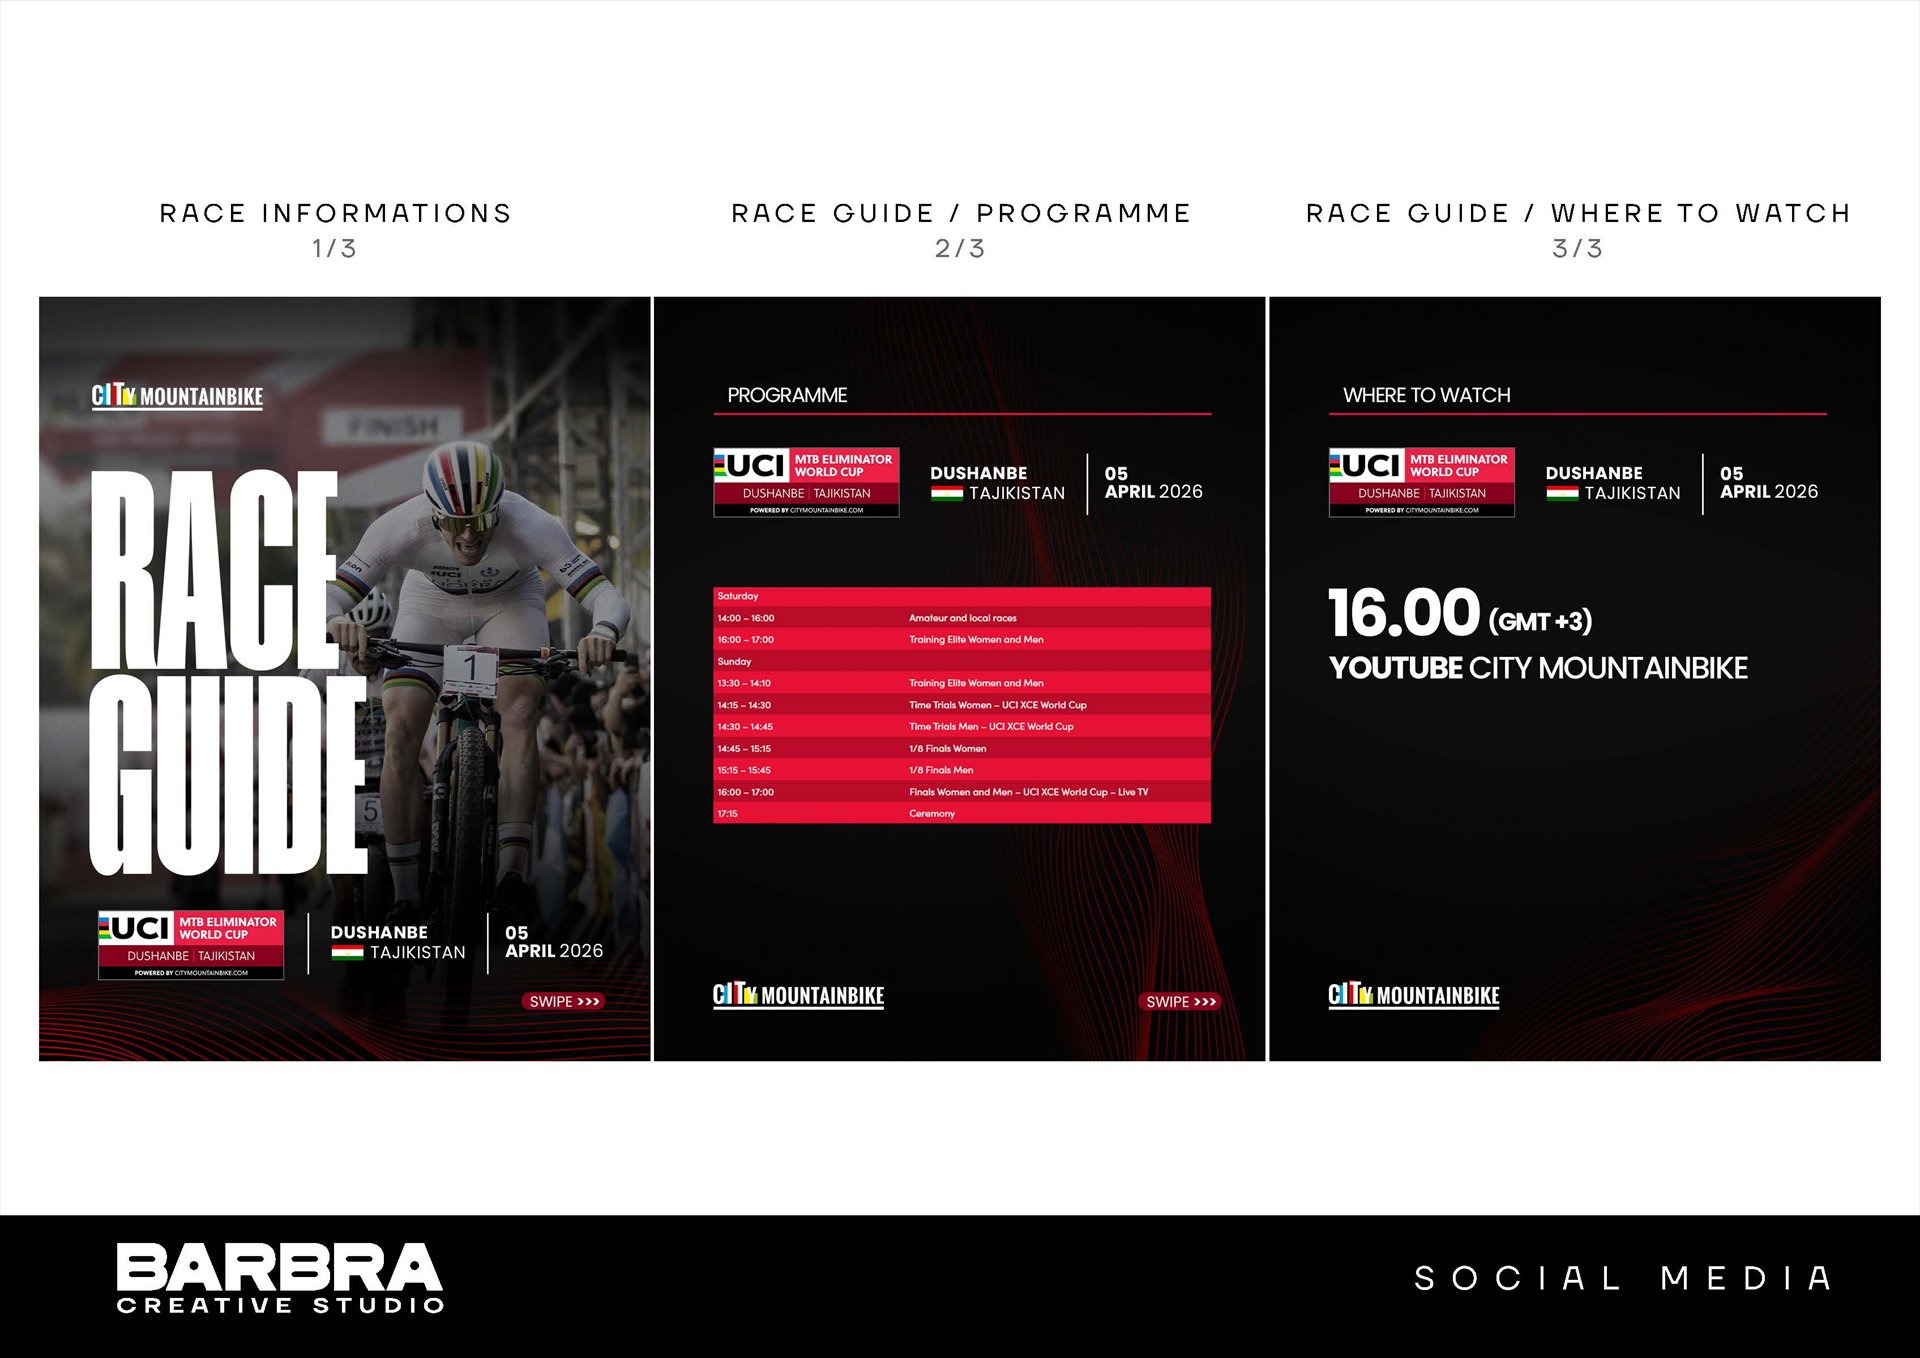 RACE INFORMATIONS
1/3
RACE GUIDE / PROGRAMME
2/3
RACE GUIDE / WHERE TO WATCH
3/3
CITY MOUNTAINBIKE
FINISH
RACE
GUIDE
1
5
UCI MTB ELIMINATOR
WORLD CUP
DUSHANBE | TAJIKISTAN
POWERED BY CITYMOUNTAINBIKE.COM
DUSHANBE
TAJIKISTAN
05
APRIL 2026
SWIPE >>>
PROGRAMME
UCI MTB ELIMINATOR
WORLD CUP
DUSHANBE | TAJIKISTAN
POWERED BY CITYMOUNTAINBIKE.COM
DUSHANBE
TAJIKISTAN
05
APRIL 2026
Saturday
14:00 – 16:00 Amateur and local races
16:00 – 17:00 Training Elite Women and Men
Sunday
13:30 – 14:10 Training Elite Women and Men
14:15 – 14:30 Time Trials Women – UCI XCE World Cup
14:30 – 14:45 Time Trials Men – UCI XCE World Cup
14:45 – 15:15 1/8 Finals Women
15:15 – 15:45 1/8 Finals Men
16:00 – 17:00 Finals Women and Men – UCI XCE World Cup – Live TV
17:15 Ceremony
CITY MOUNTAINBIKE
SWIPE >>>
WHERE TO WATCH
UCI MTB ELIMINATOR
WORLD CUP
DUSHANBE | TAJIKISTAN
POWERED BY CITYMOUNTAINBIKE.COM
DUSHANBE
TAJIKISTAN
05
APRIL 2026
16.00 (GMT +3)
YOUTUBE CITY MOUNTAINBIKE
CITY MOUNTAINBIKE
BARBRA
CREATIVE STUDIO
SOCIAL MEDIA